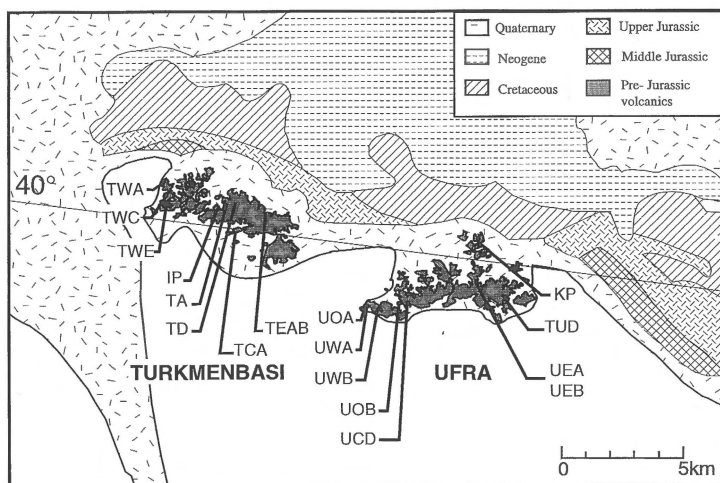 Quaternary
Upper Jurassic
Neogene
Middle Jurassic
Cretaceous
Pre- Jurassic
volcanics
40°
TWA
TWC
TWE
IP
TA
TD
TCA
TEAB
TURKMENBASI
UOA
UWA
UWB
UOB
UCD
UFRA
KP
TUD
UEA
UEB
0
5km